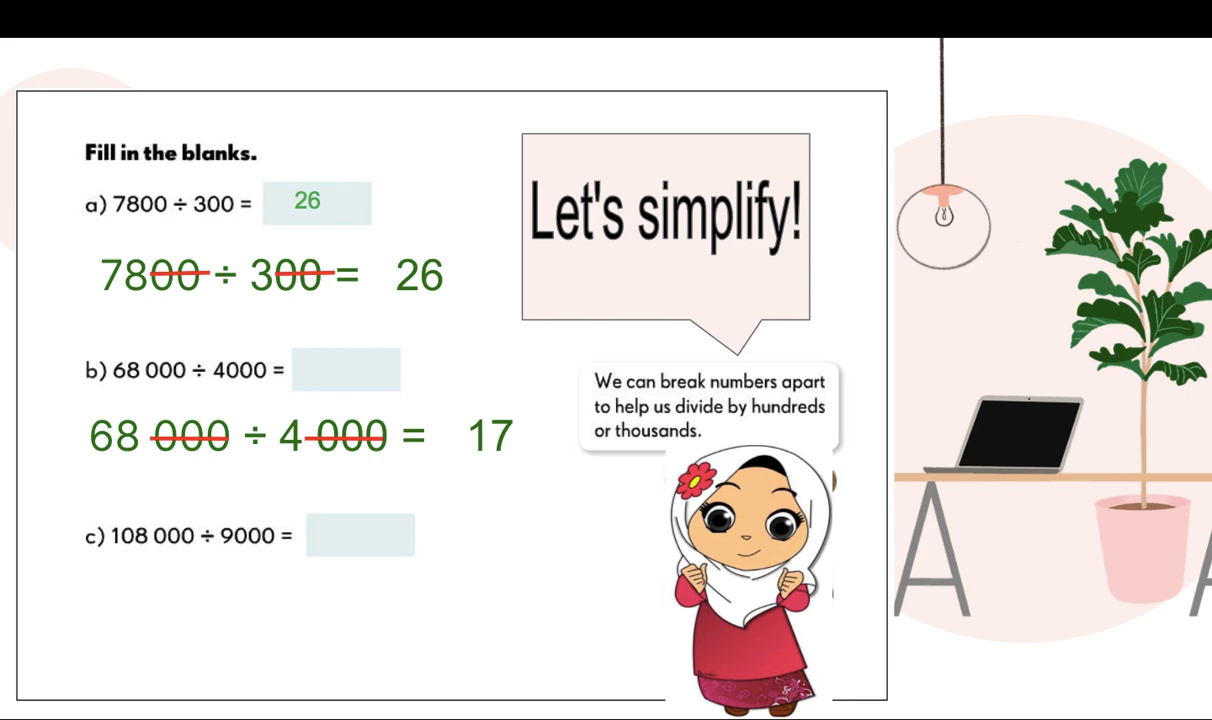 Fill in the blanks.
a) 7800 ÷ 300 = 26
7800 ÷ 300 = 26
b) 68 000 ÷ 4000 =
68 000 ÷ 4 000 = 17
c) 108 000 ÷ 9000 =
Let's simplify!
We can break numbers apart
to help us divide by hundreds
or thousands.